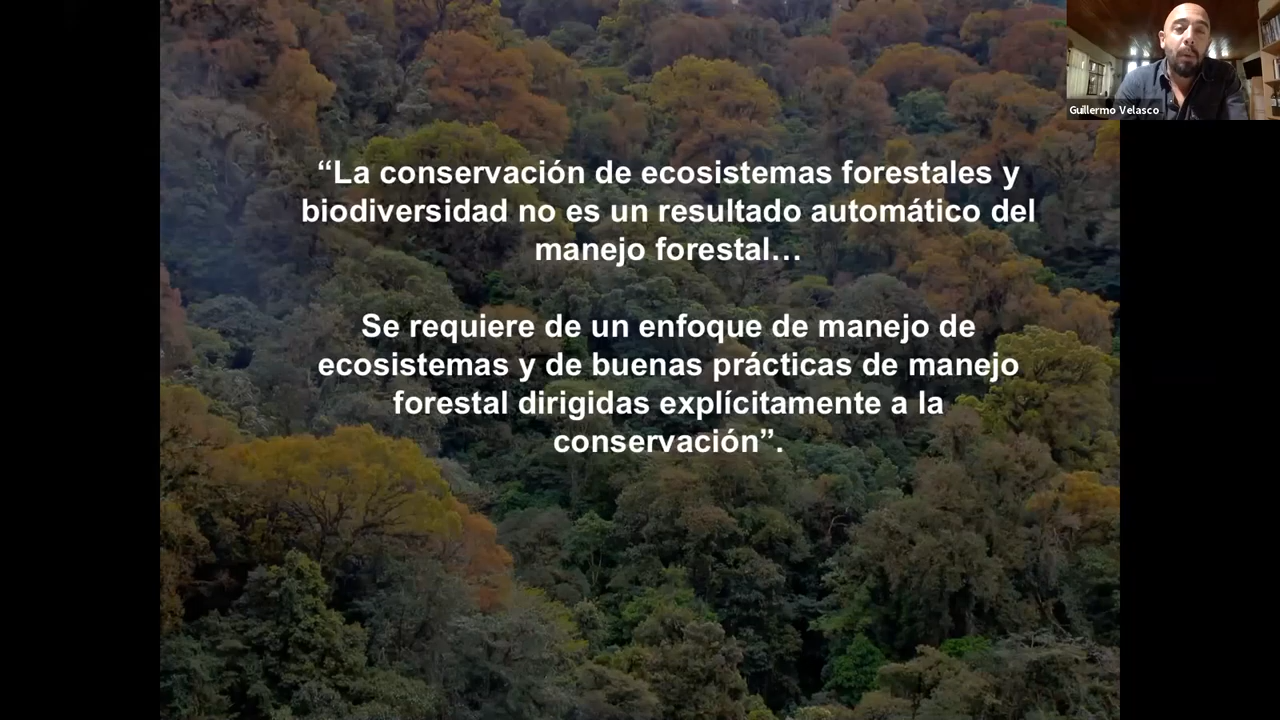 Guillermo Velasco
“La conservación de ecosistemas forestales y
biodiversidad no es un resultado automático del
manejo forestal…
Se requiere de un enfoque de manejo de
ecosistemas y de buenas prácticas de manejo
forestal dirigidas explícitamente a la
conservación”.